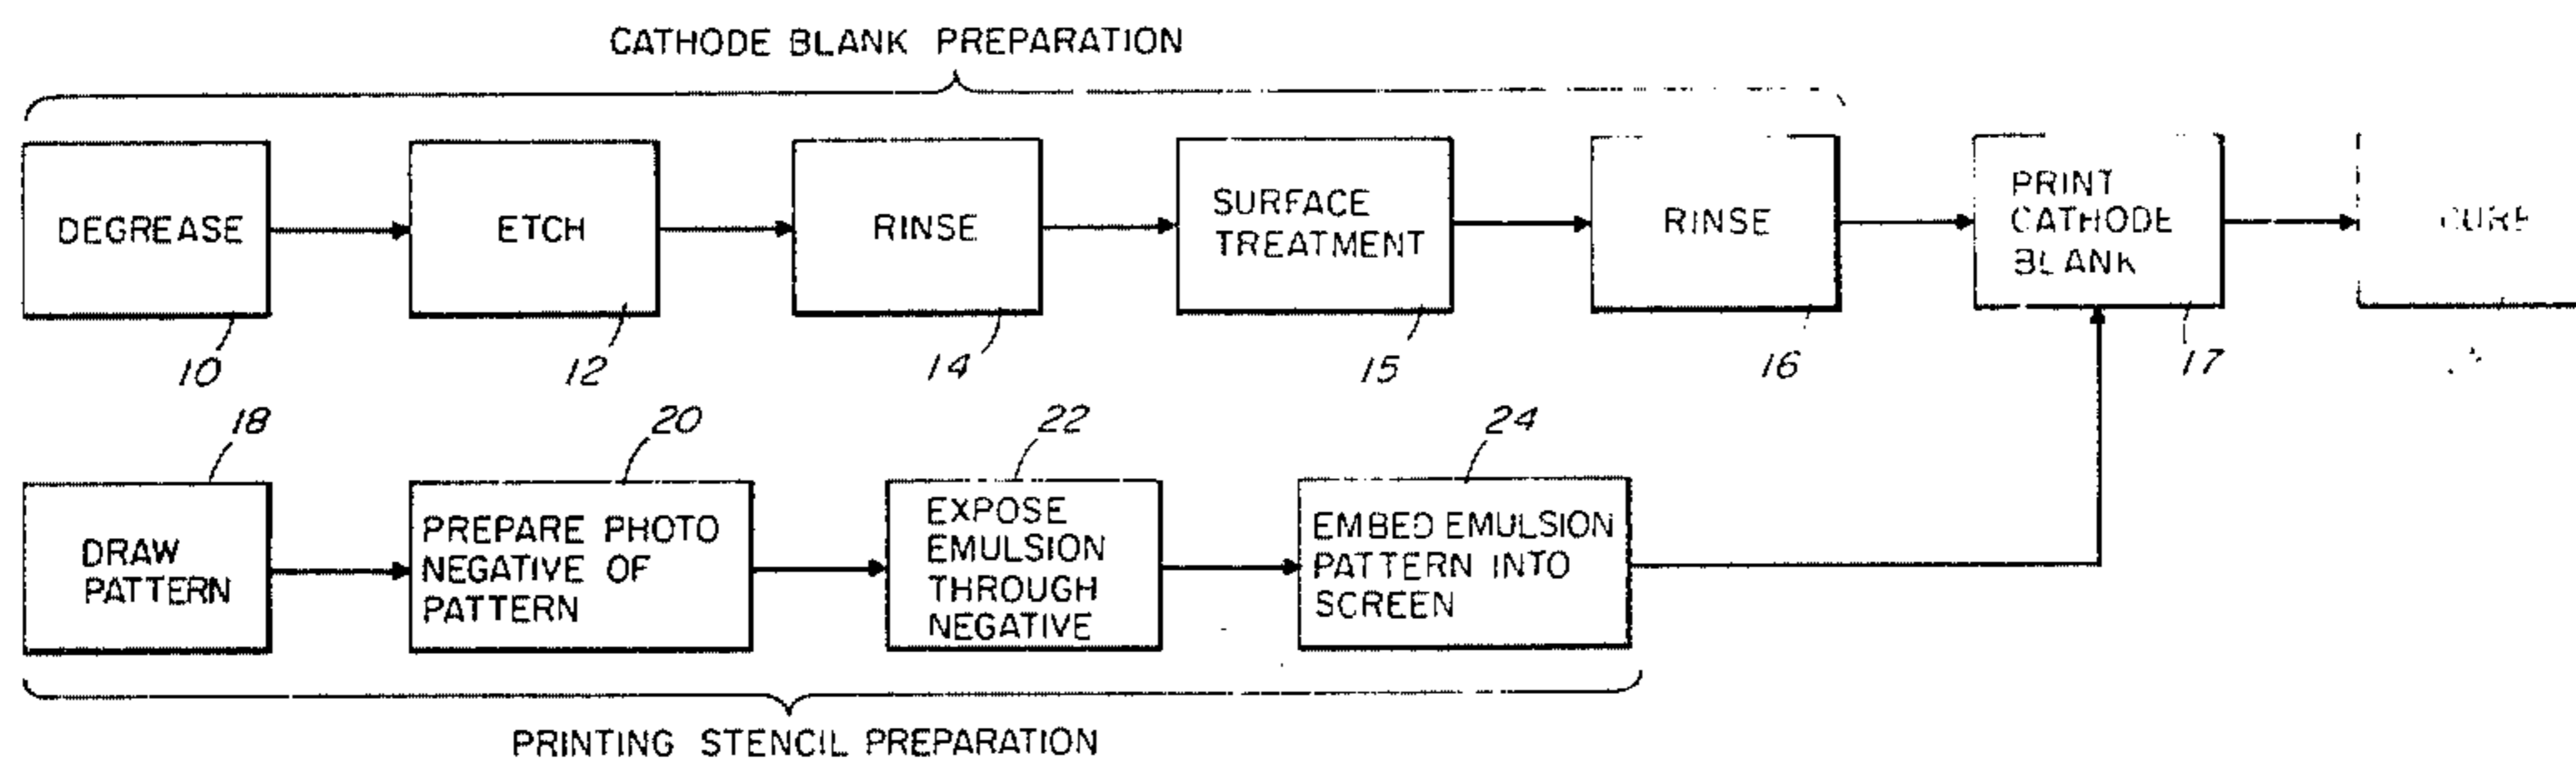 CATHODE BLANK PREPARATION
DEGREASE
ETCH
RINSE
SURFACE
TREATMENT
RINSE
PRINT
CATHODE
BLANK
10
12
14
15
16
17
18
20
22
24
DRAW
PATTERN
PREPARE PHOTO
NEGATIVE OF
PATTERN
EXPOSE
EMULSION
THROUGH
NEGATIVE
EMBED EMULSION
PATTERN INTO
SCREEN
PRINTING STENCIL PREPARATION